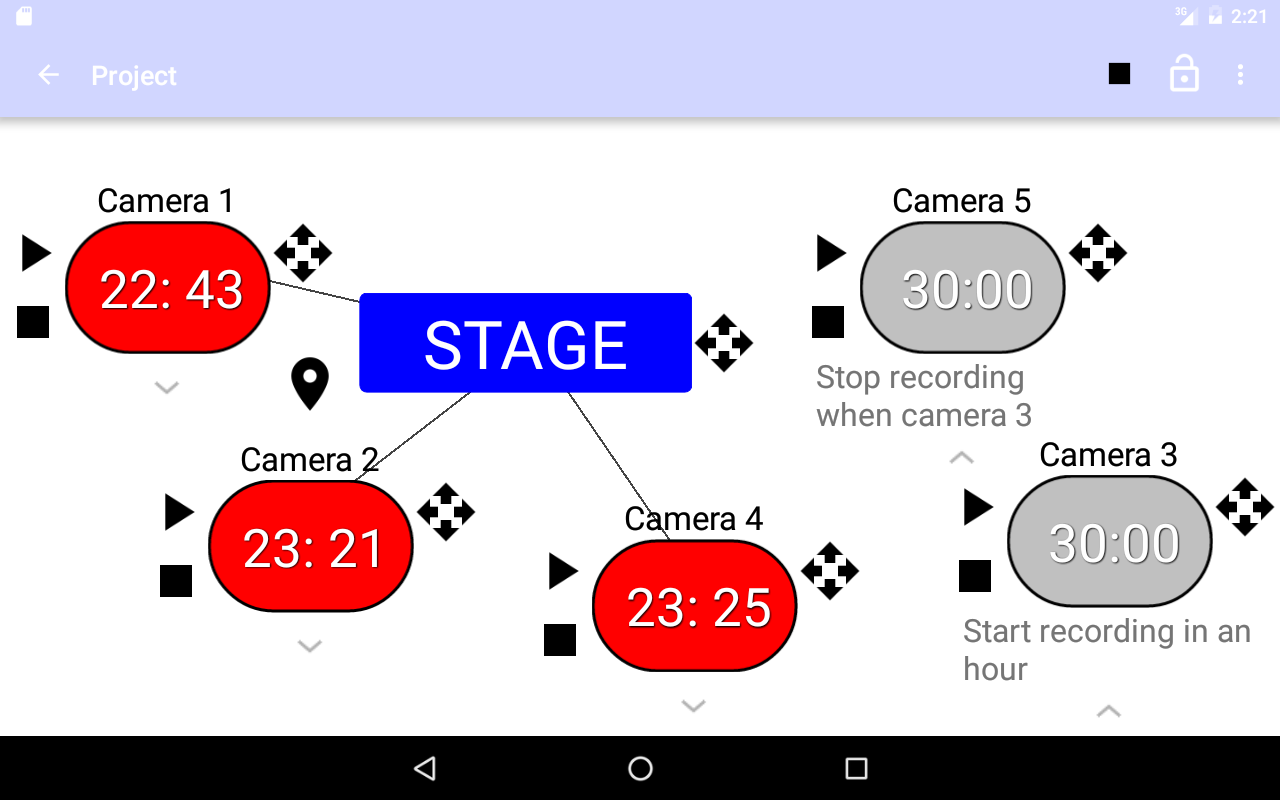 3G 2:21
Project
Camera 1
22: 43
STAGE
Camera 5
30:00
Stop recording
when camera 3
Camera 2
23: 21
Camera 4
23: 25
Camera 3
30:00
Start recording in an
hour